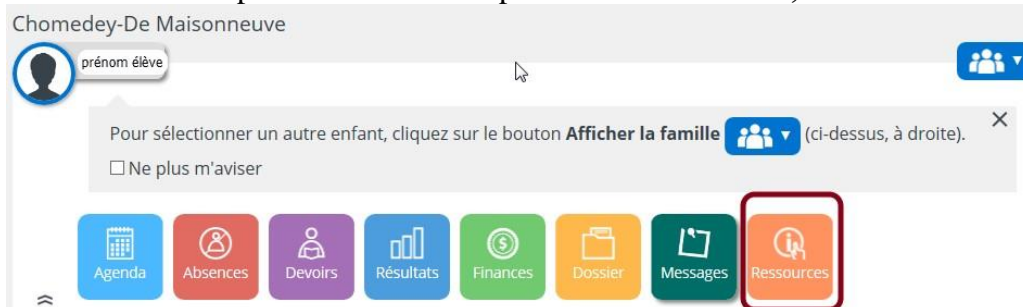 Chomedey-De Maisonneuve
prénom élève
Pour sélectionner un autre enfant, cliquez sur le bouton Afficher la famille (ci-dessus, à droite).
Ne plus m'aviser
Agenda Absences Devoirs Résultats Finances Dossier Messages Ressources